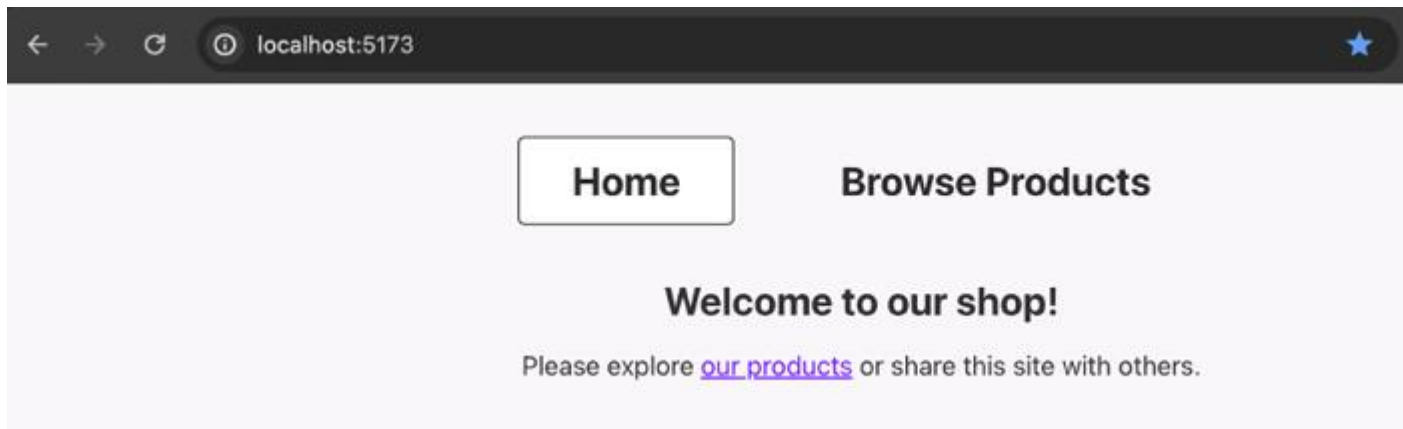 localhost:5173
Home Browse Products
Welcome to our shop!
Please explore our products or share this site with others.